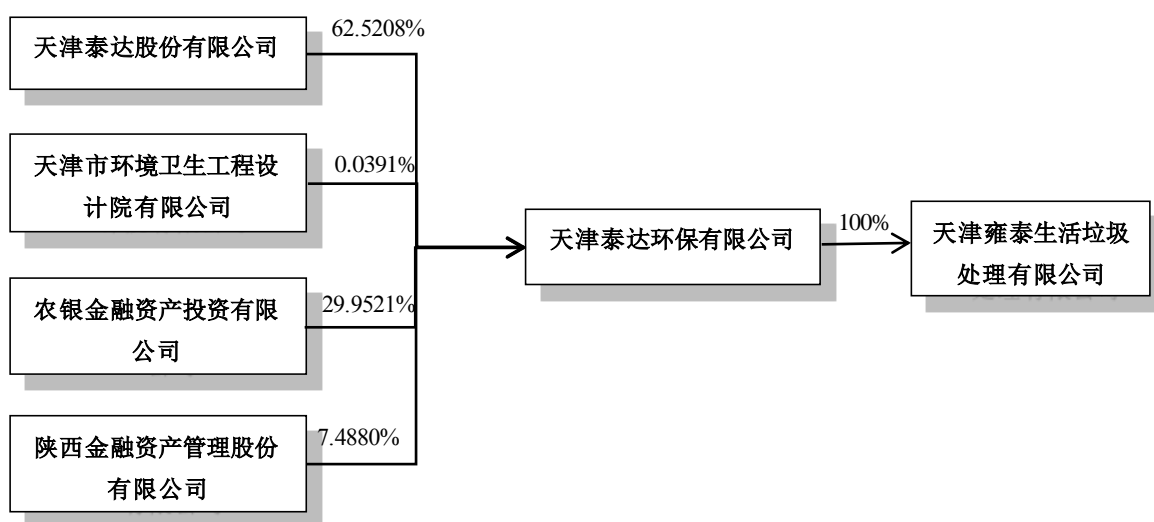 天津泰达股份有限公司
62.5208%
天津市环境卫生工程设
计院有限公司
0.0391%
农银金融资产投资有限
公司
29.9521%
陕西金融资产管理股份
有限公司
7.4880%
天津泰达环保有限公司
100%
天津雍泰生活垃圾
处理有限公司